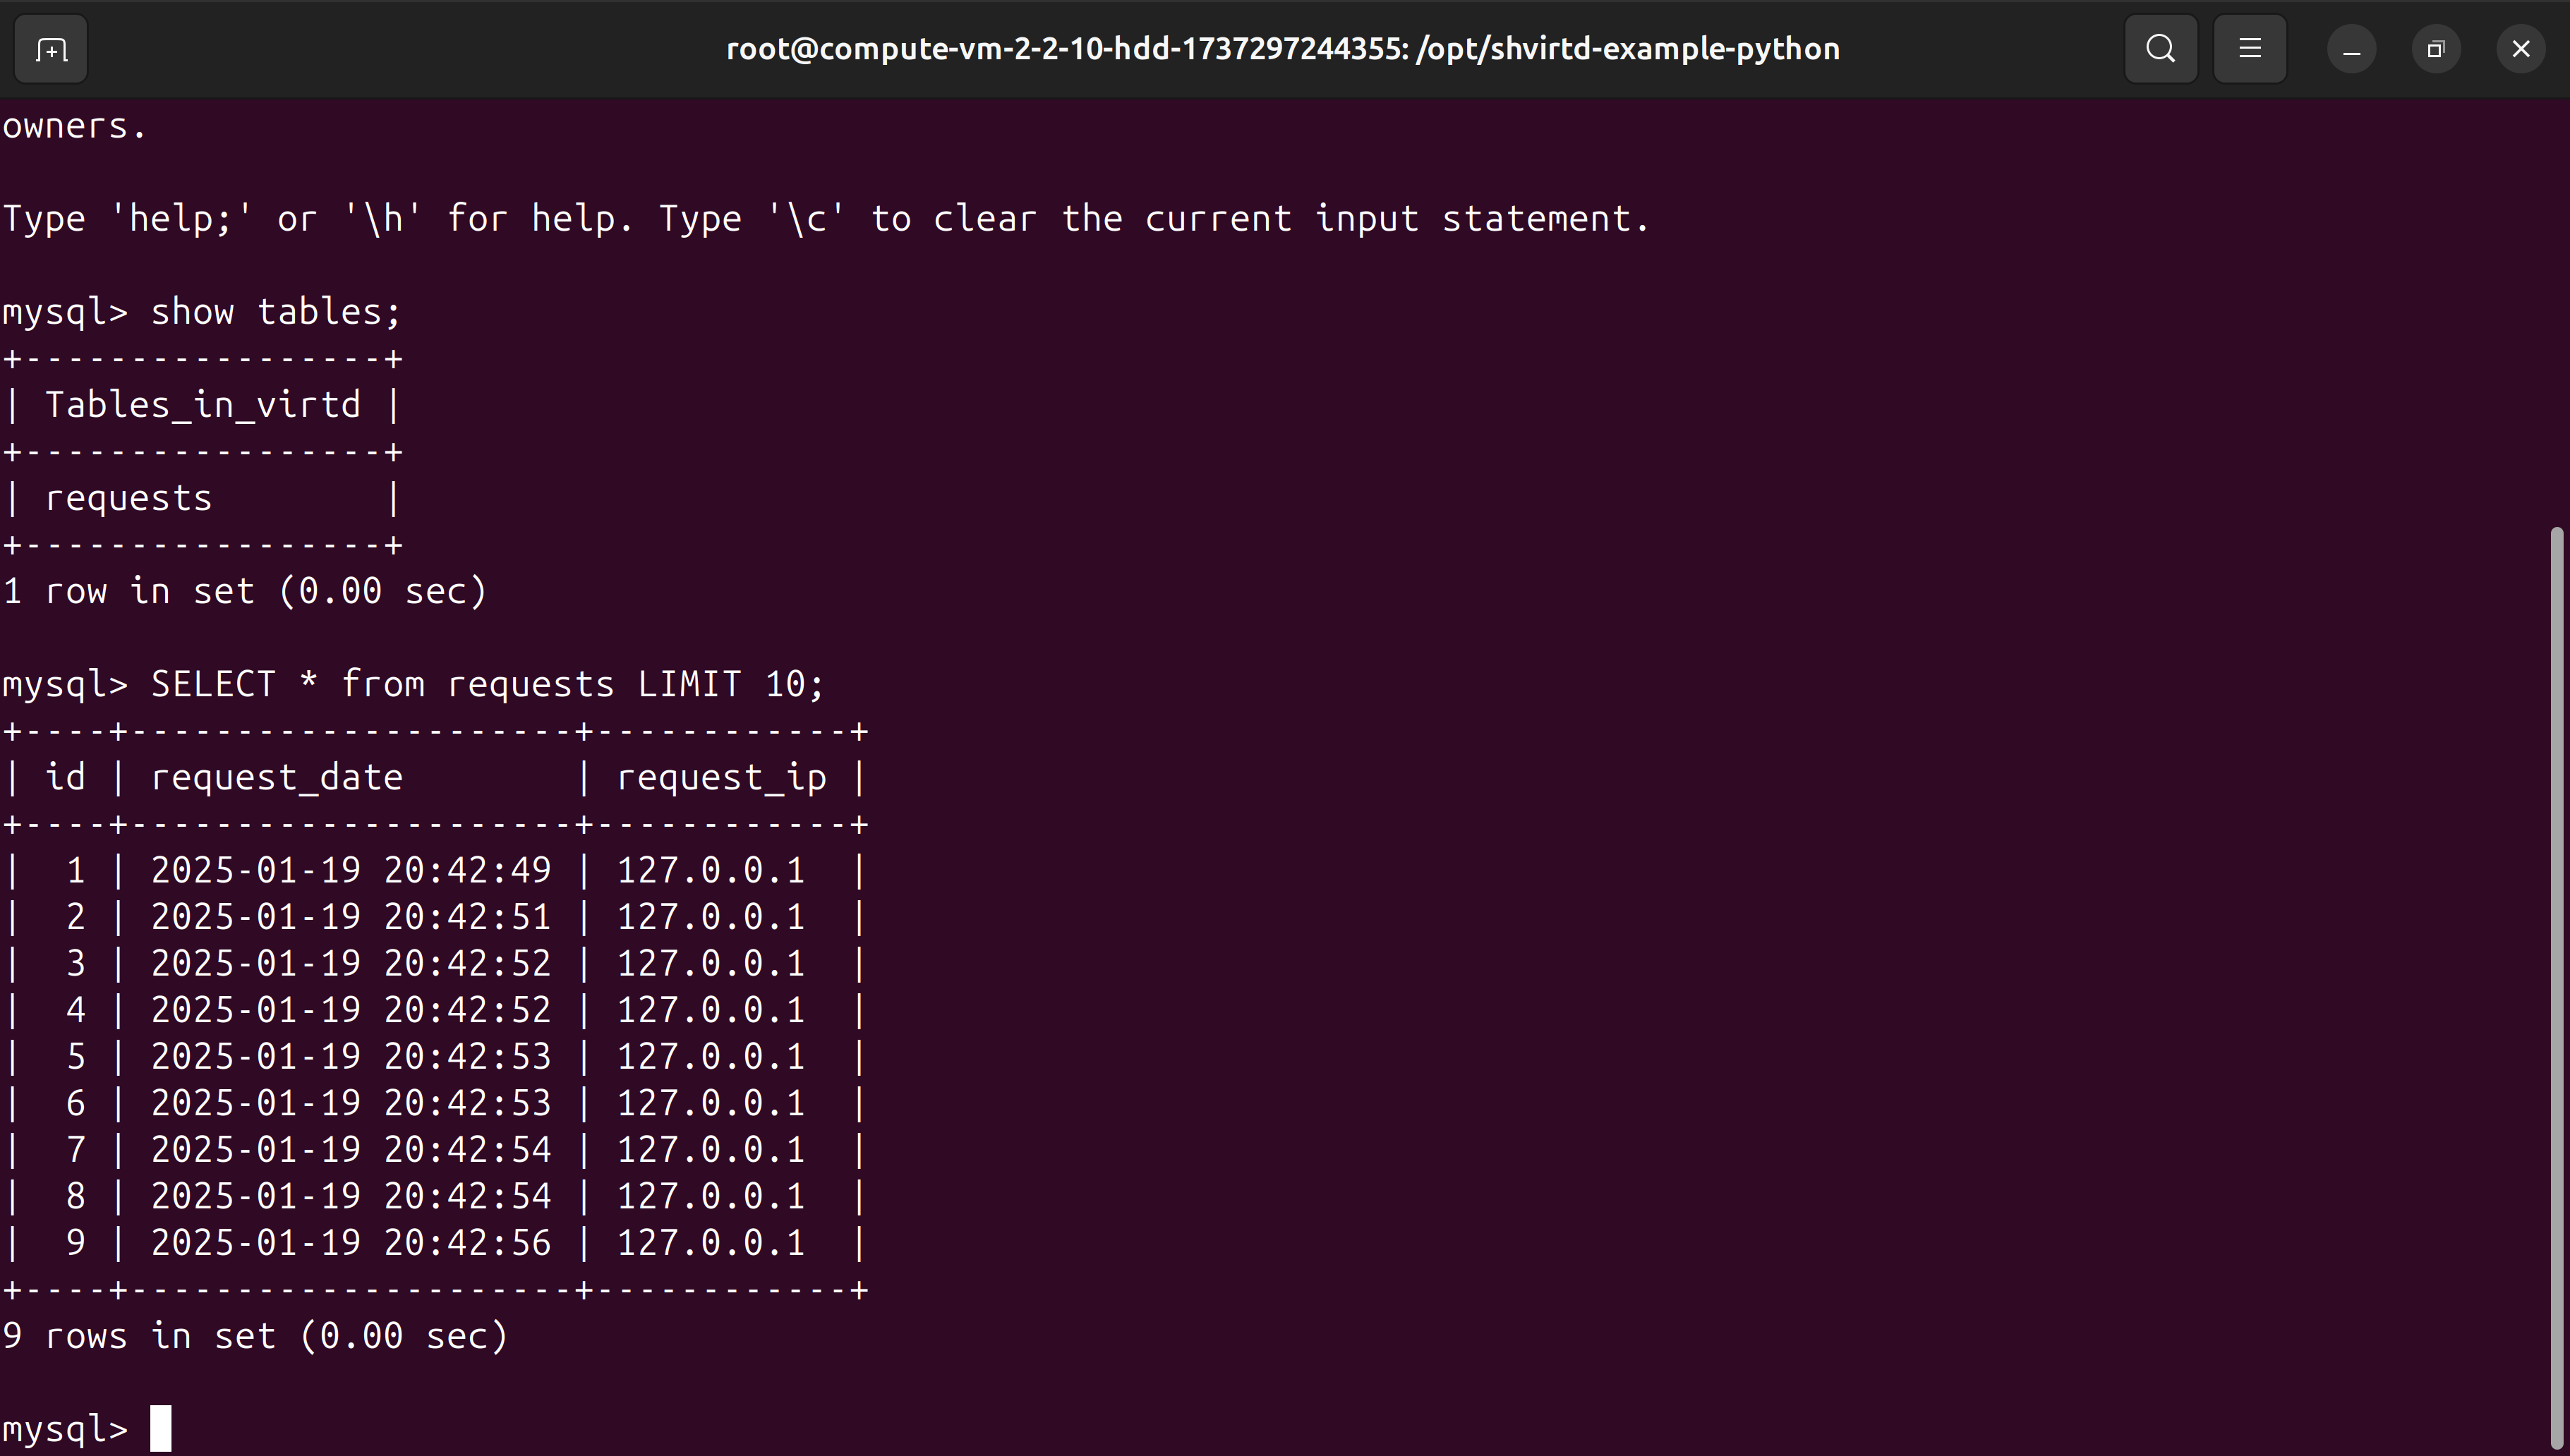 root@compute-vm-2-2-10-hdd-1737297244355: /opt/shvirtd-example-python
owners.
Type 'help;' or '\h' for help. Type '\c' to clear the current input statement.
mysql> show tables;
+-----------------+
| Tables_in_virtd |
+-----------------+
| requests        |
+-----------------+
1 row in set (0.00 sec)
mysql> SELECT * from requests LIMIT 10;
+----+---------------------+------------+
| id | request_date        | request_ip |
+----+---------------------+------------+
|  1 | 2025-01-19 20:42:49 | 127.0.0.1  |
|  2 | 2025-01-19 20:42:51 | 127.0.0.1  |
|  3 | 2025-01-19 20:42:52 | 127.0.0.1  |
|  4 | 2025-01-19 20:42:52 | 127.0.0.1  |
|  5 | 2025-01-19 20:42:53 | 127.0.0.1  |
|  6 | 2025-01-19 20:42:53 | 127.0.0.1  |
|  7 | 2025-01-19 20:42:54 | 127.0.0.1  |
|  8 | 2025-01-19 20:42:54 | 127.0.0.1  |
|  9 | 2025-01-19 20:42:56 | 127.0.0.1  |
+----+---------------------+------------+
9 rows in set (0.00 sec)
mysql>